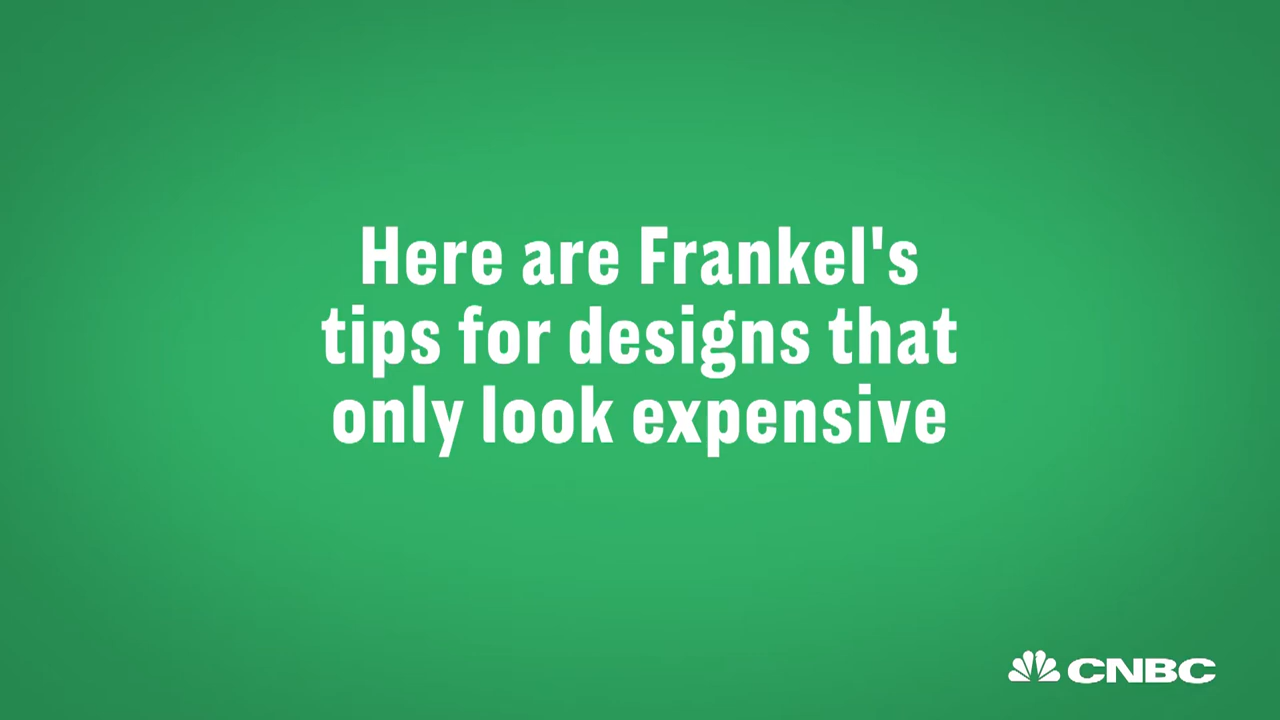 Here are Frankel's
tips for designs that
only look expensive
CNBC